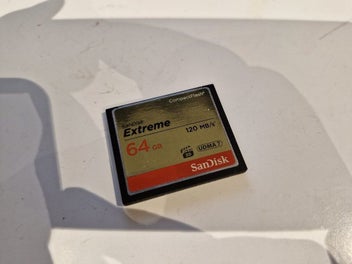 CompactFlash®
SanDisk
Extreme
120 MB/s
64 GB
UDMA 7
SanDisk